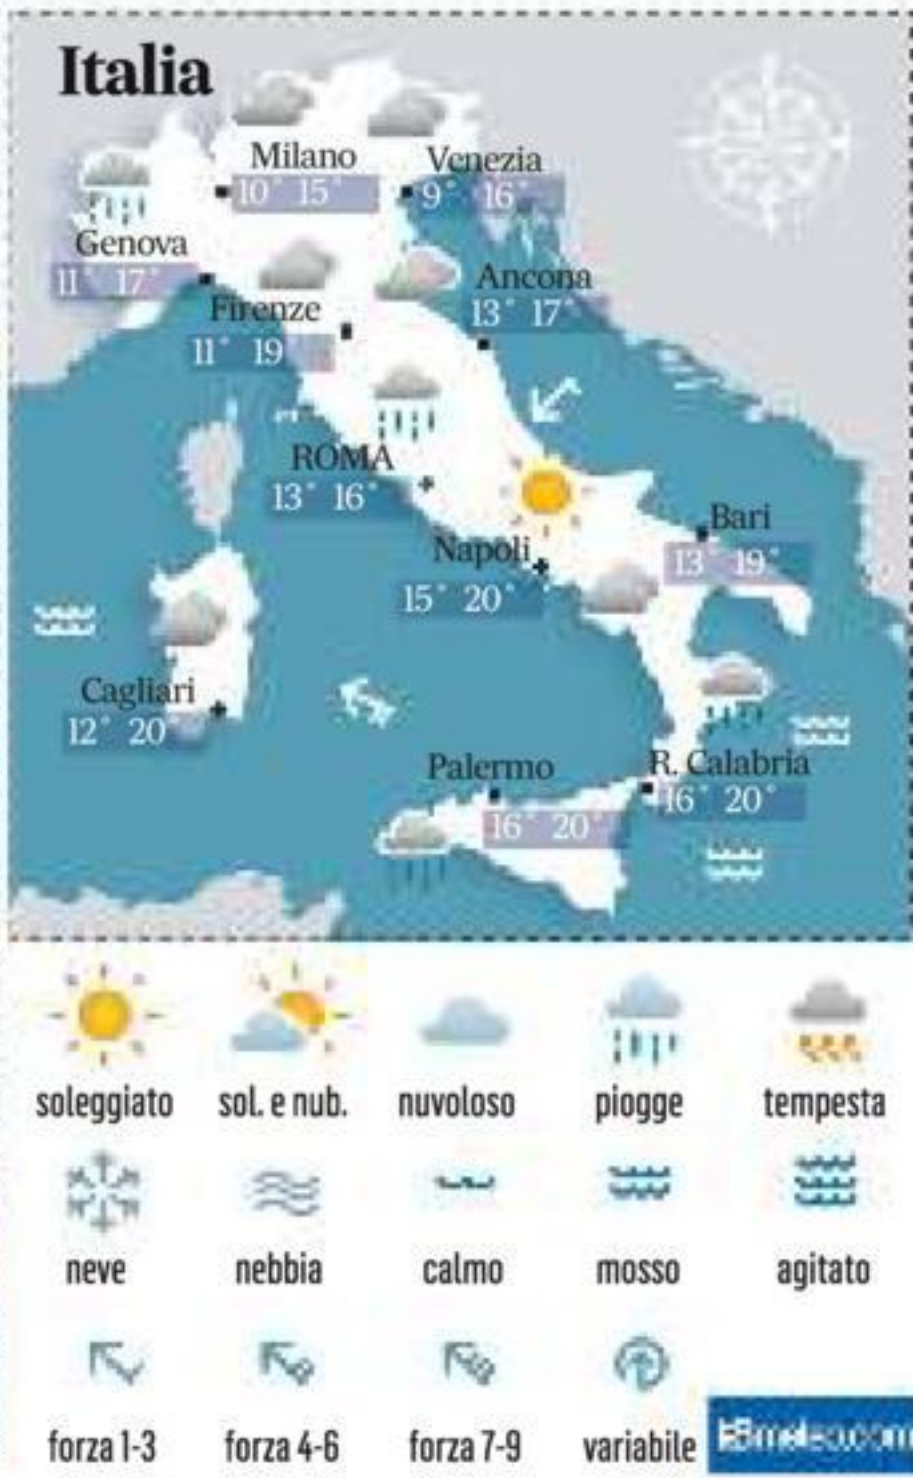 Italia
Milano
10° 15°
Venezia
9° 16°
Genova
11° 17°
Ancona
13° 17°
Firenze
11° 19°
ROMA
13° 16°
Bari
13° 19°
Napoli
15° 20°
Cagliari
12° 20°
Palermo
16° 20°
R. Calabria
16° 20°
soleggiato sol. e nub. nuvoloso piogge tempesta
neve nebbia calmo mosso agitato
forza 1-3 forza 4-6 forza 7-9 variabile